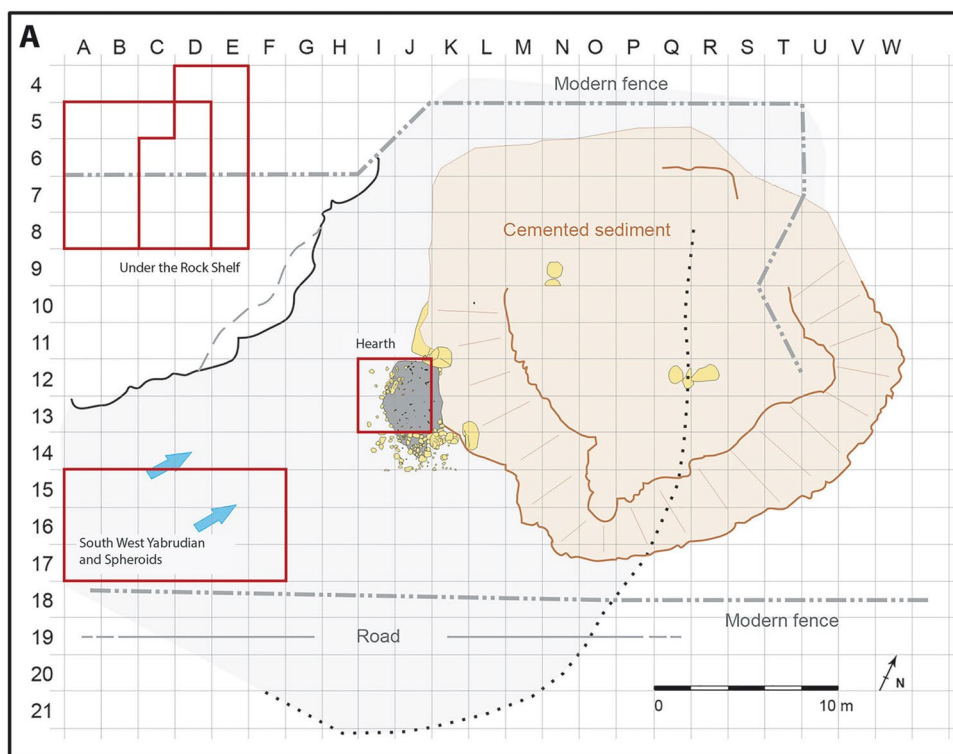 A
A B C D E F G H I J K L M N O P Q R S T U V W
4
Modern fence
5
6
7
8
Cemented sediment
9
Under the Rock Shelf
10
11
Hearth
12
13
14
15
16
South West Yabrudian
and Spheroids
17
18
Modern fence
19
Road
20
N
21
0 10 m